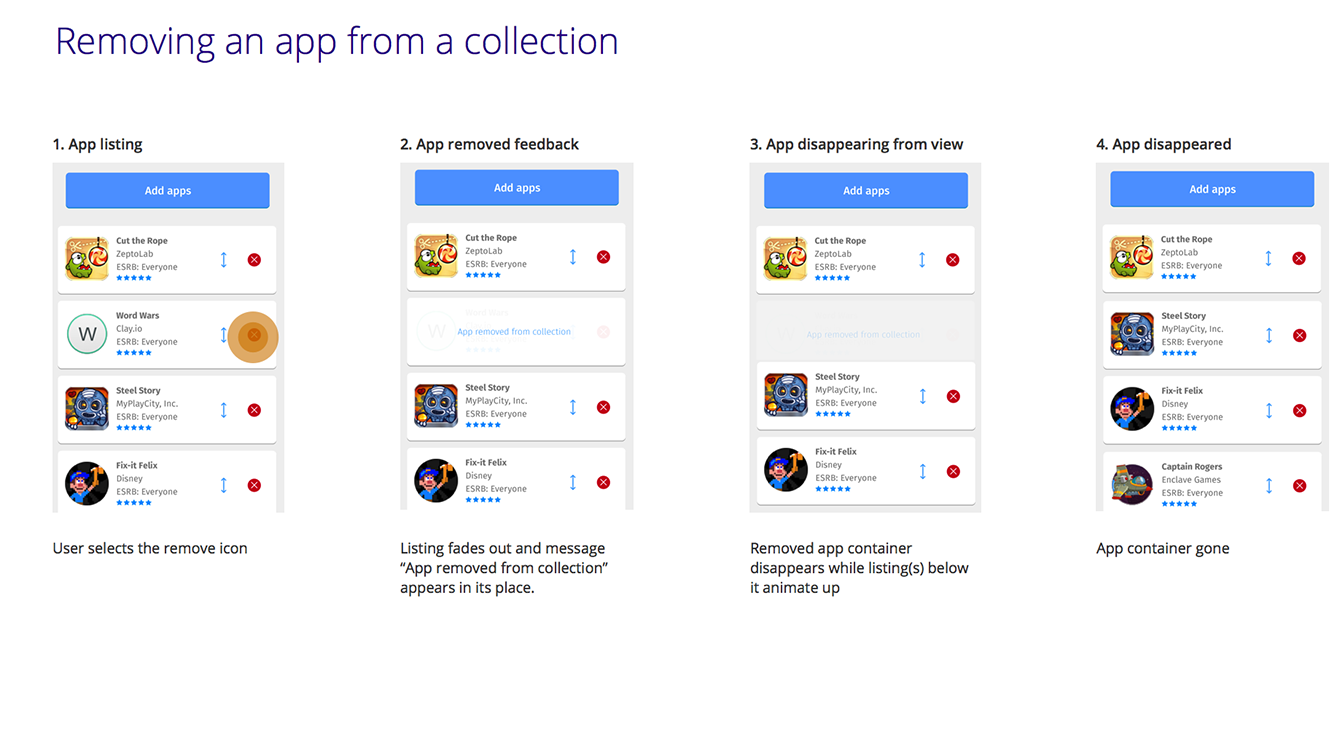 Removing an app from a collection
1. App listing
Add apps
Cut the Rope
ZeptoLab
ESRB: Everyone
W
Word Wars
Clay.io
ESRB: Everyone
Steel Story
MyPlayCity, Inc.
ESRB: Everyone
Fix-it Felix
Disney
ESRB: Everyone
User selects the remove icon
2. App removed feedback
Add apps
Cut the Rope
ZeptoLab
ESRB: Everyone
W
Word Wars
App removed from collection
Steel Story
MyPlayCity, Inc.
ESRB: Everyone
Fix-it Felix
Disney
ESRB: Everyone
Listing fades out and message
“App removed from collection”
appears in its place.
3. App disappearing from view
Add apps
Cut the Rope
ZeptoLab
ESRB: Everyone
App removed from collection
Steel Story
MyPlayCity, Inc.
ESRB: Everyone
Fix-it Felix
Disney
ESRB: Everyone
Removed app container
disappears while listing(s) below
it animate up
4. App disappeared
Add apps
Cut the Rope
ZeptoLab
ESRB: Everyone
Steel Story
MyPlayCity, Inc.
ESRB: Everyone
Fix-it Felix
Disney
ESRB: Everyone
Captain Rogers
Enclave Games
ESRB: Everyone
App container gone